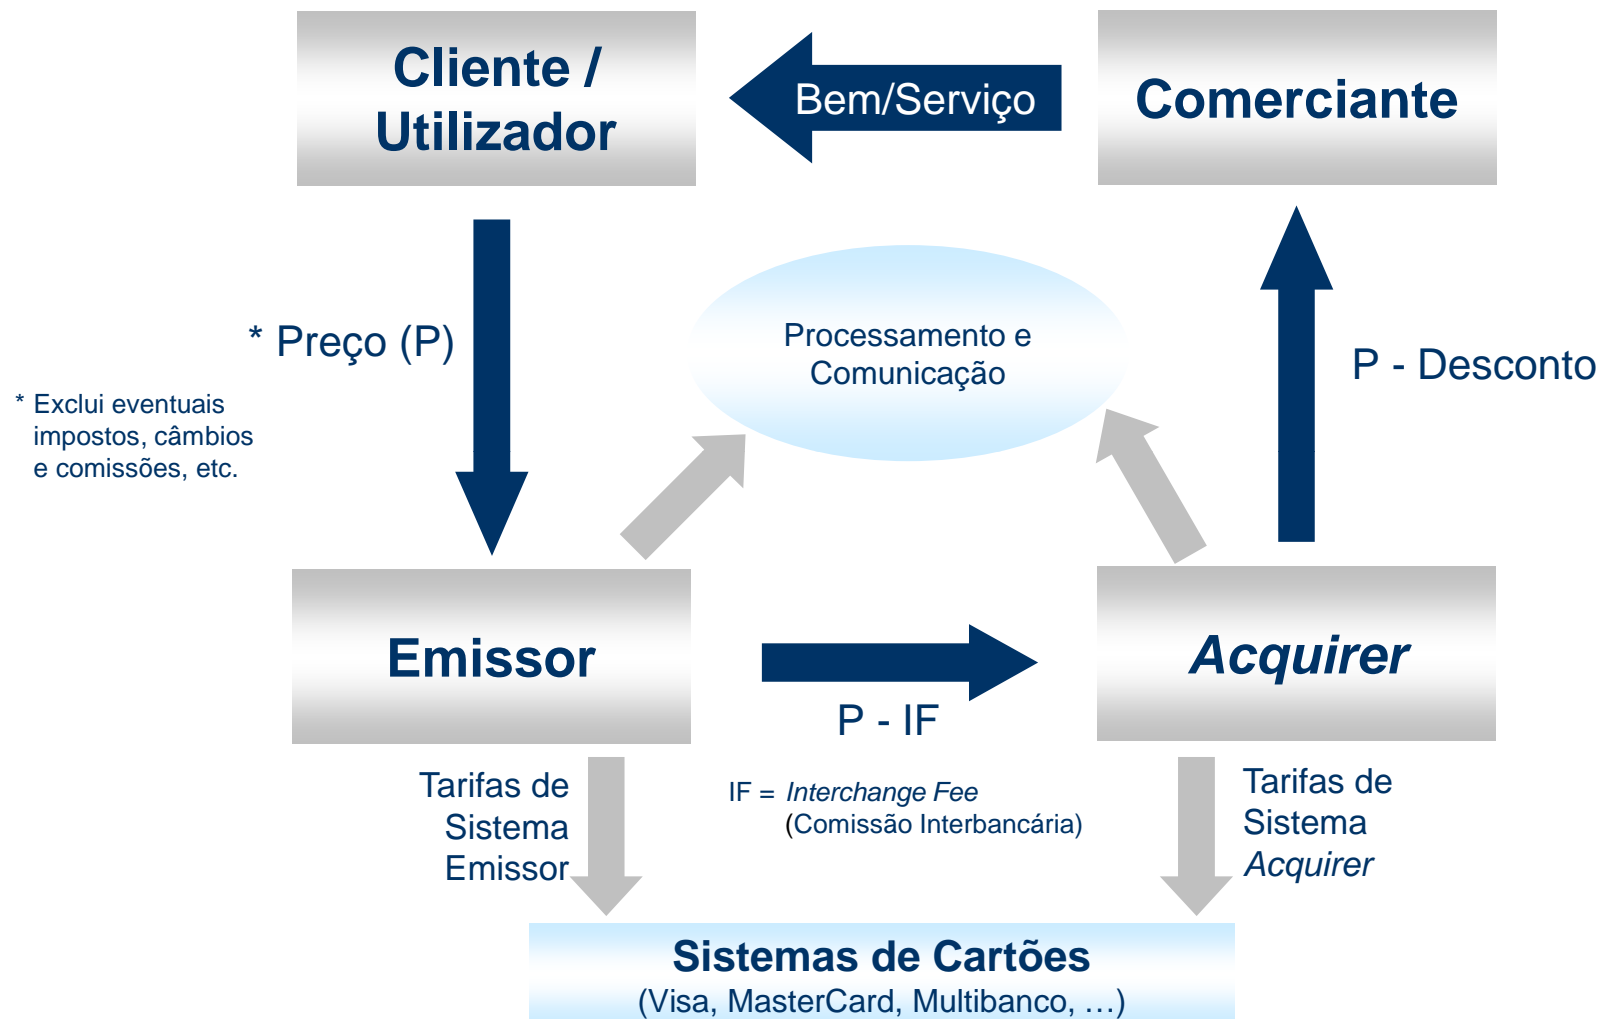 Cliente /
Utilizador
Bem/Serviço
Comerciante
* Preço (P)
Processamento e
Comunicação
P - Desconto
* Exclui eventuais
impostos, câmbios
e comissões, etc.
Emissor
P - IF
Acquirer
Tarifas de
Sistema
Emissor
IF = Interchange Fee
(Comissão Interbancária)
Tarifas de
Sistema
Acquirer
Sistemas de Cartões
(Visa, MasterCard, Multibanco, …)